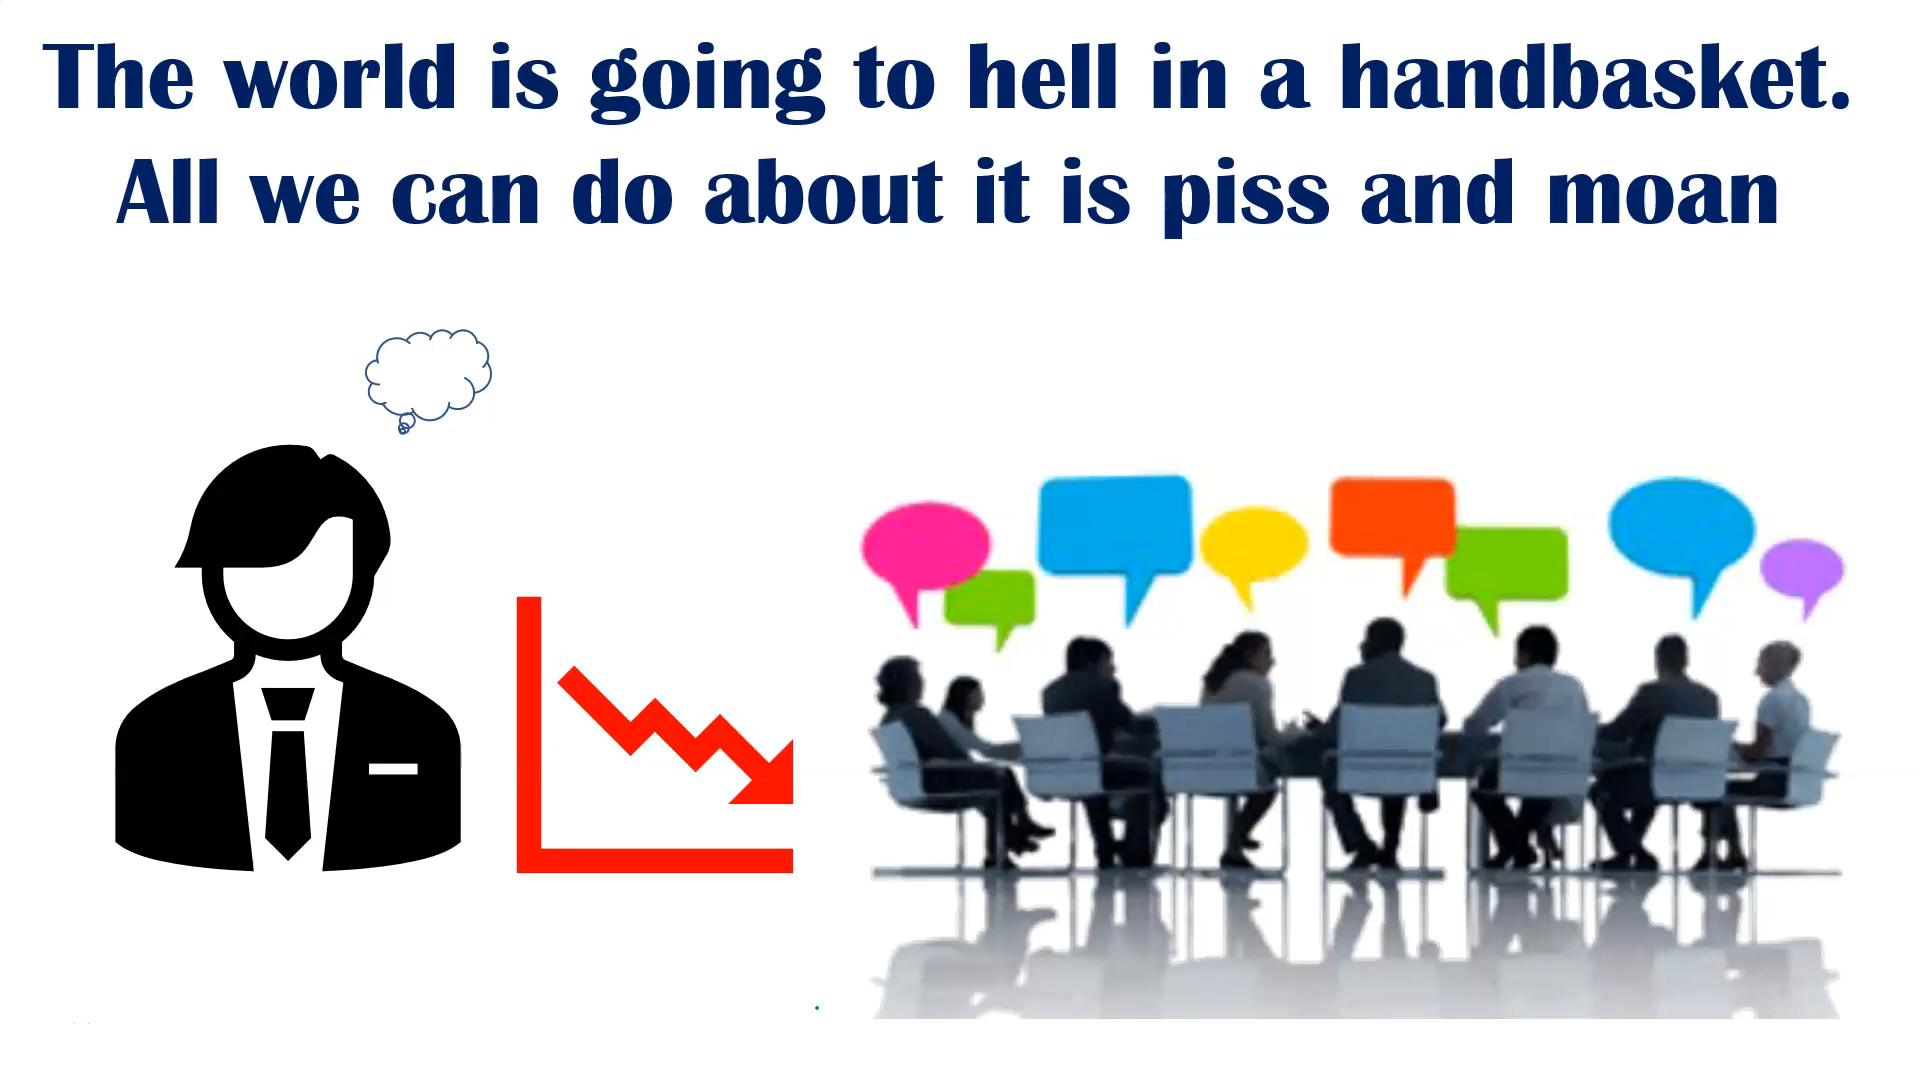 The world is going to hell in a handbasket.
All we can do about it is piss and moan